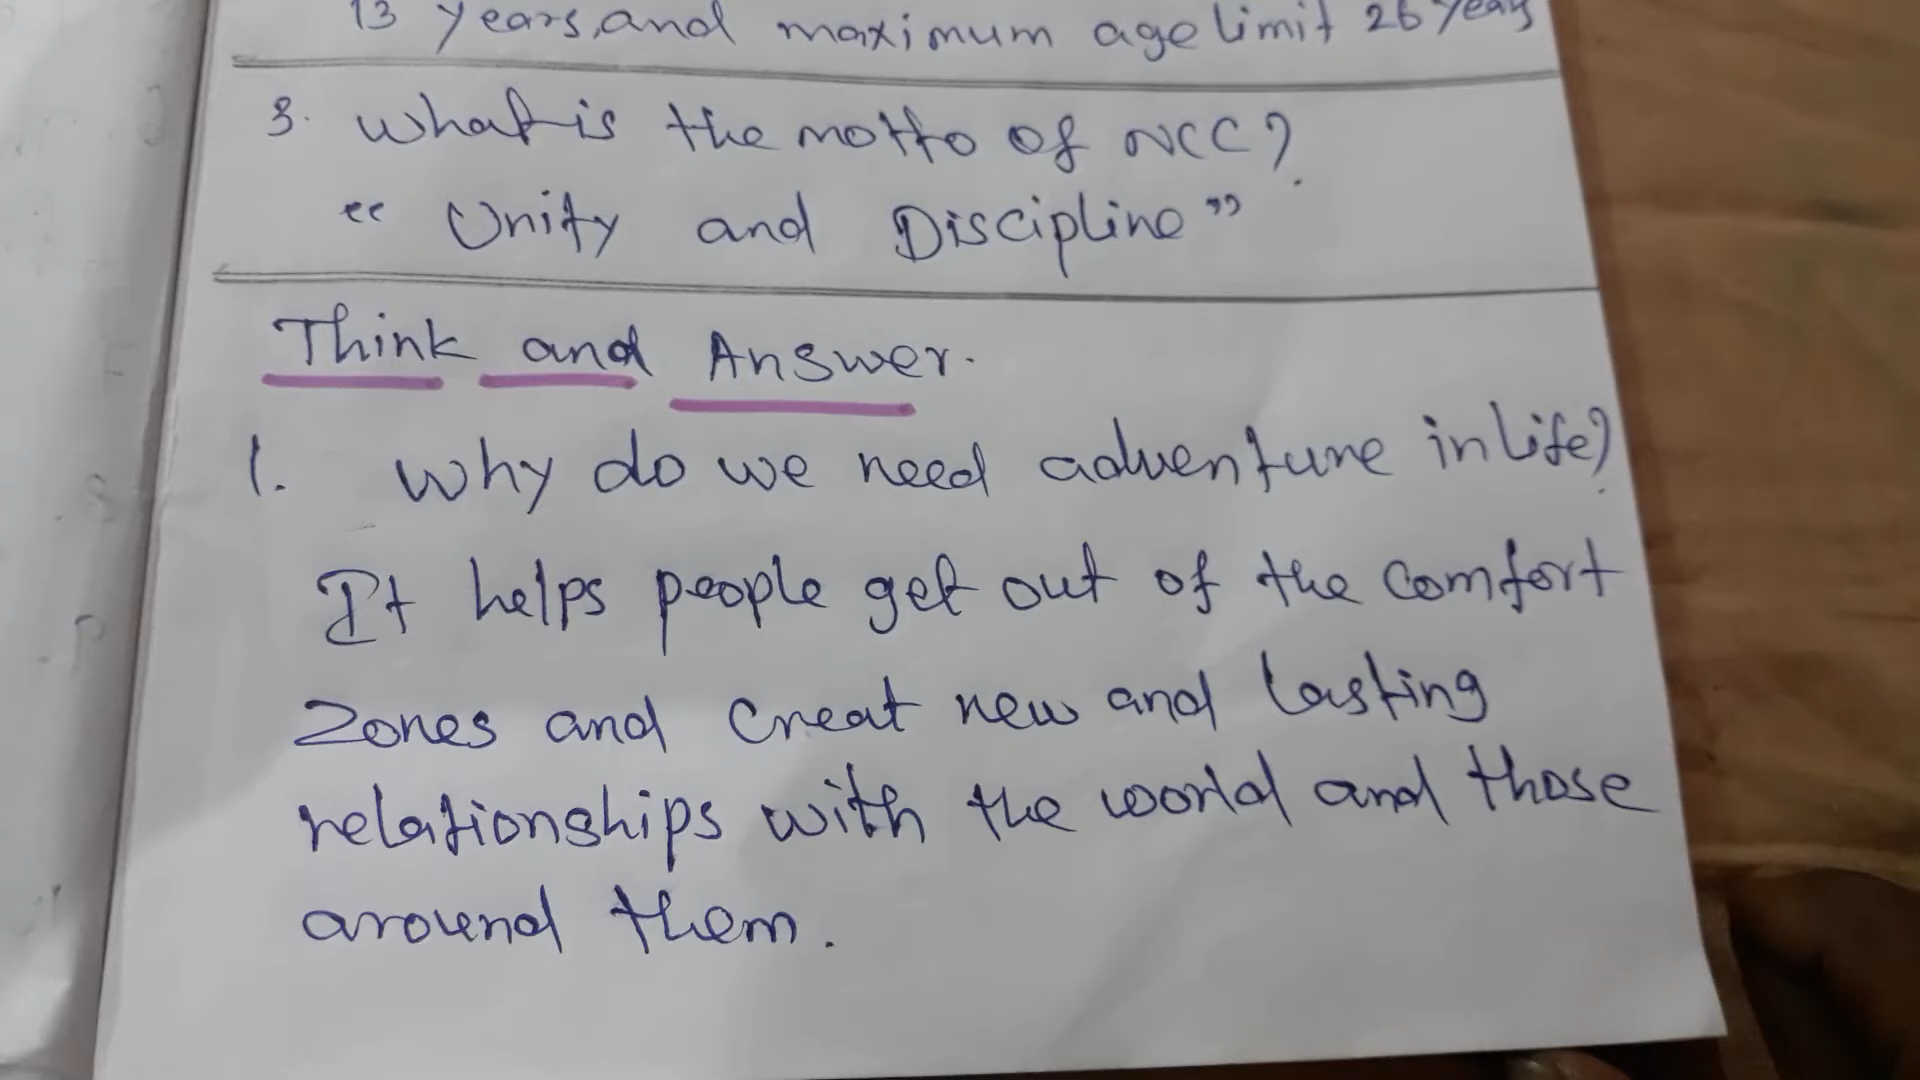 13 years, and maximum age limit 26 years
3. What is the motto of NCC?
“ Unity and Discipline ”
Think and Answer.
1. Why do we need adventure in life?
It helps people get out of the comfort
zones and creat new and lasting
relationships with the world and those
around them.